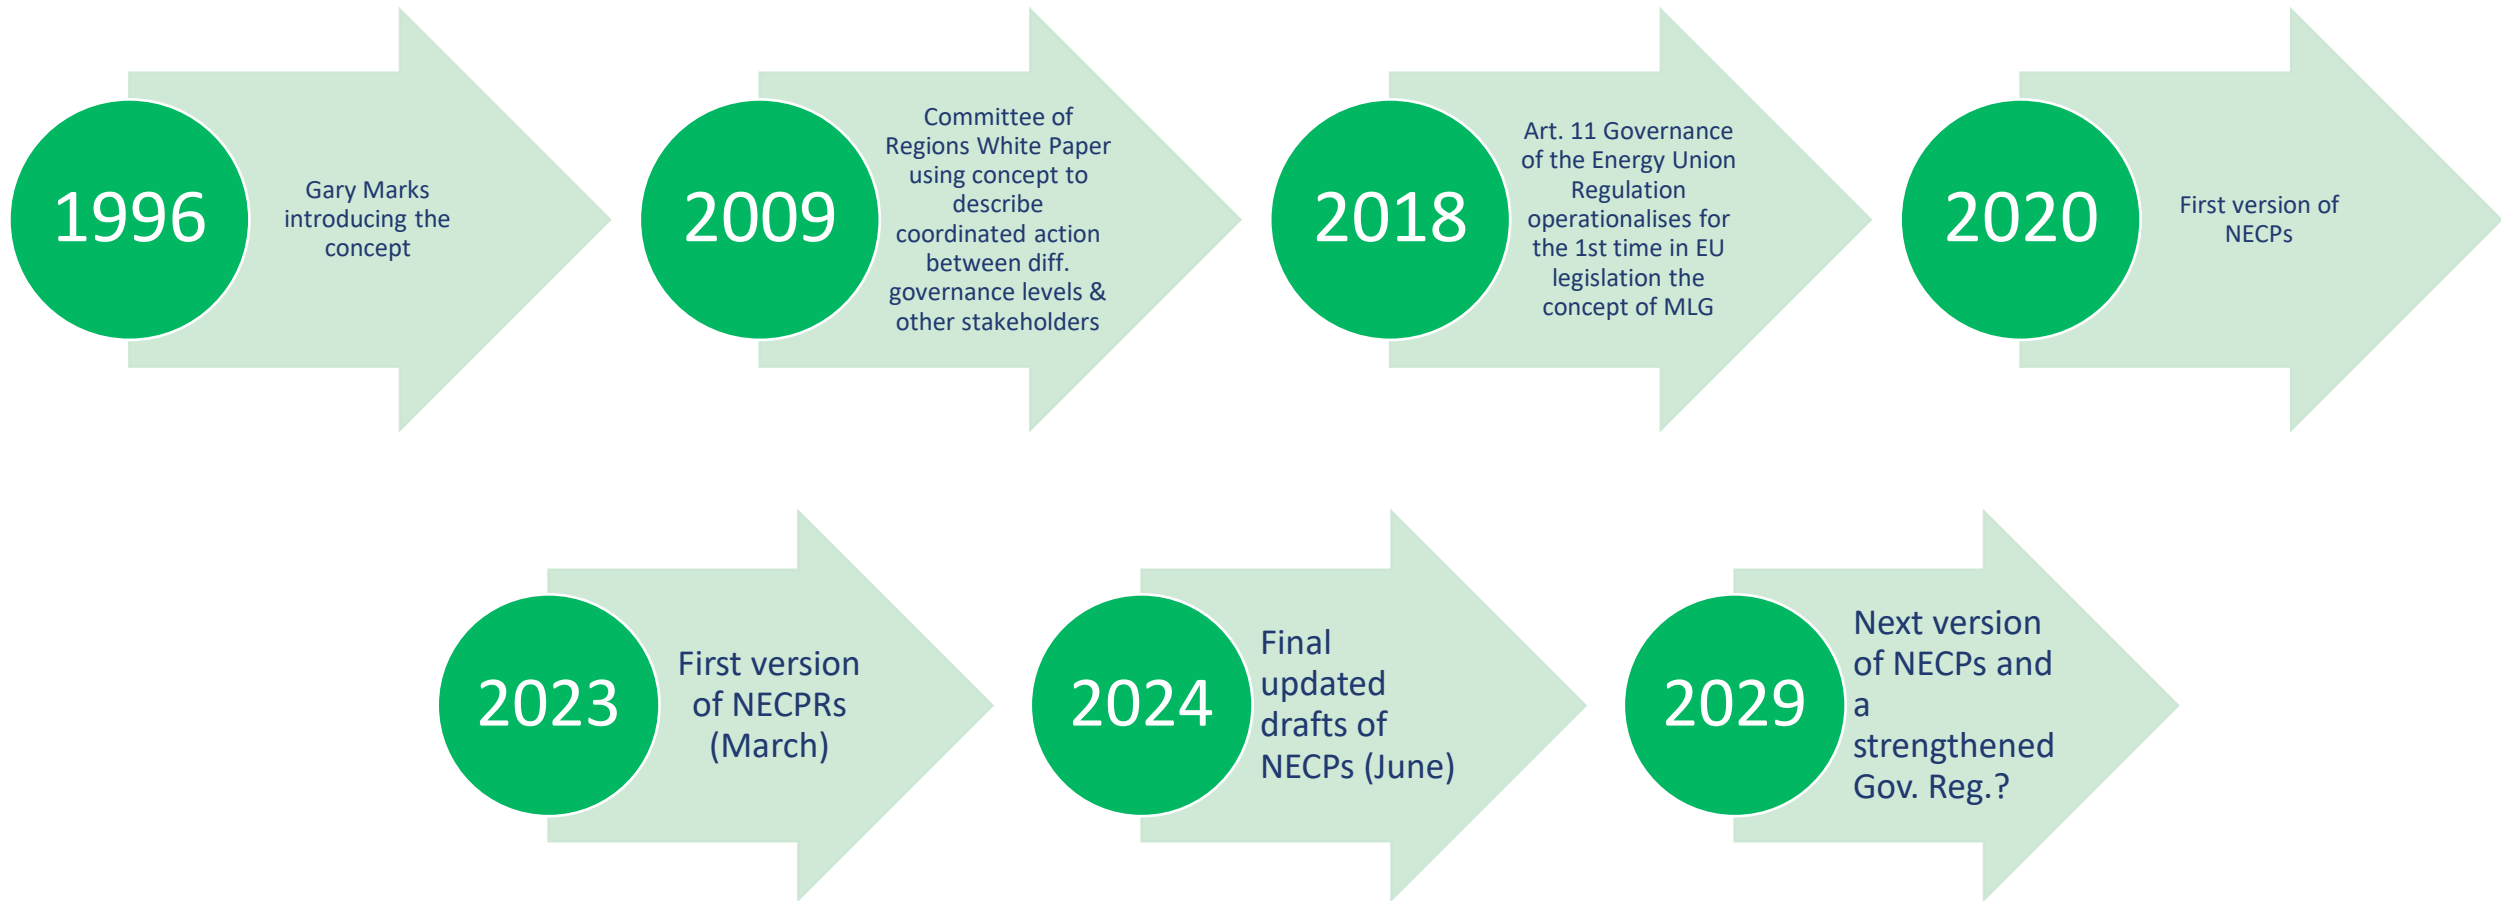 1996
Gary Marks
introducing the
concept
2009
Committee of
Regions White Paper
using concept to
describe
coordinated action
between diff.
governance levels &
other stakeholders
2018
Art. 11 Governance
of the Energy Union
Regulation
operationalises for
the 1st time in EU
legislation the
concept of MLG
2020
First version of
NECPs
2023
First version
of NECPRs
(March)
2024
Final
updated
drafts of
NECPs (June)
2029
Next version
of NECPs and
a
strengthened
Gov. Reg.?